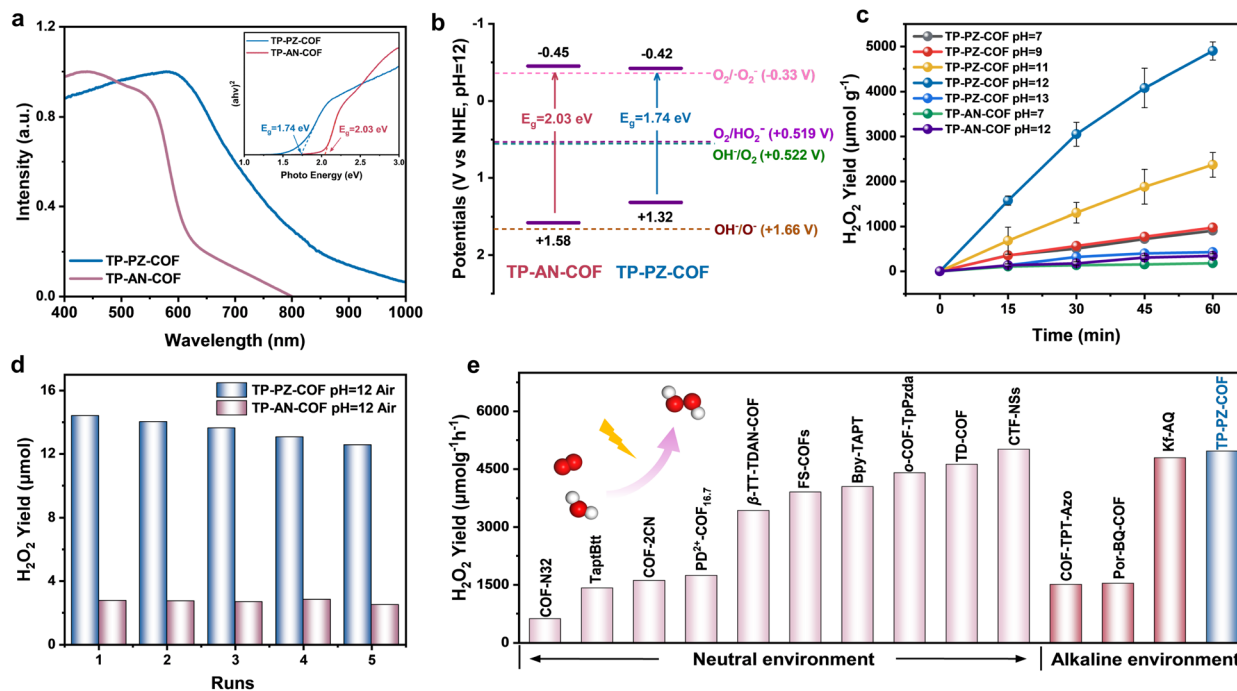 a
Intensity (a.u.)
1.2
0.9
0.6
0.3
0.0
400 500 600 700 800 900 1000
Wavelength (nm)
TP-PZ-COF
TP-AN-COF
TP-PZ-COF
TP-AN-COF
(ahv)²
E_g=1.74 eV
E_g=2.03 eV
1.0 1.5 2.0 2.5 3.0
Photo Energy (eV)
b
Potentials (V vs NHE, pH=12)
-1
0
1
2
-0.45
-0.42
O₂/·O₂⁻ (-0.33 V)
E_g=2.03 eV
E_g=1.74 eV
O₂/HO₂⁻ (+0.519 V)
OH⁻/O₂ (+0.522 V)
+1.32
+1.58
OH⁻/O⁻ (+1.66 V)
TP-AN-COF
TP-PZ-COF
c
H₂O₂ Yield (μmol g⁻¹)
5000
4000
3000
2000
1000
0
TP-PZ-COF pH=7
TP-PZ-COF pH=9
TP-PZ-COF pH=11
TP-PZ-COF pH=12
TP-PZ-COF pH=13
TP-AN-COF pH=7
TP-AN-COF pH=12
0 15 30 45 60
Time (min)
d
H₂O₂ Yield (μmol)
16
12
8
4
0
TP-PZ-COF pH=12 Air
TP-AN-COF pH=12 Air
1 2 3 4 5
Runs
e
H₂O₂ Yield (μmolg⁻¹h⁻¹)
6000
4500
3000
1500
0
COF-N32
TaptBtt
COF-2CN
PD²⁺-COF₁₆.₇
β-TT-TDAN-COF
FS-COFs
Bpy-TAPT
o-COF-TpPzda
TD-COF
CTF-NSs
COF-TPT-Azo
Por-BQ-COF
Kf-AQ
TP-PZ-COF
Neutral environment
Alkaline environment